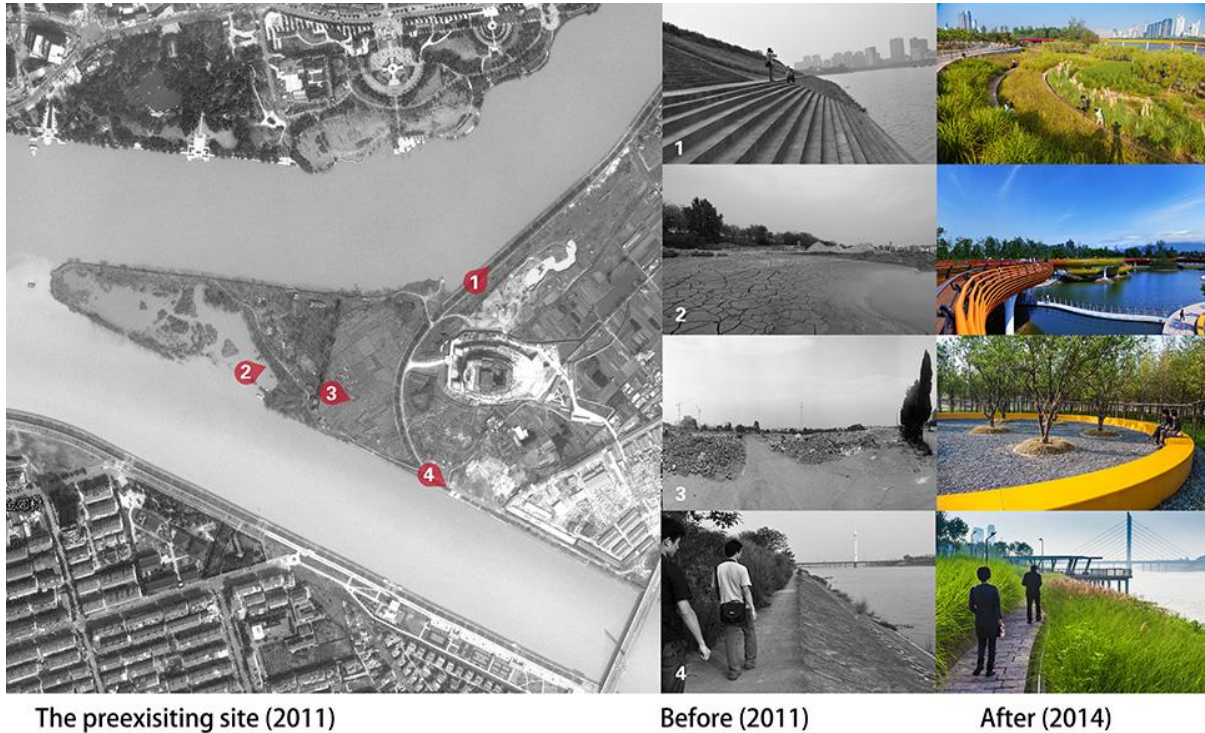 1
2
3
4
1
2
3
4
The preexisiting site (2011)
Before (2011)
After (2014)